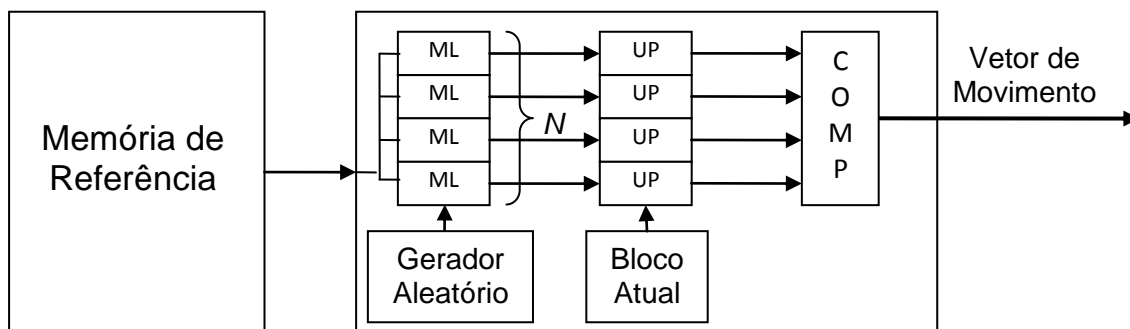 Memória de
Referência
ML
ML
ML
ML
N
UP
UP
UP
UP
C
O
M
P
Vetor de
Movimento
Gerador
Aleatório
Bloco
Atual